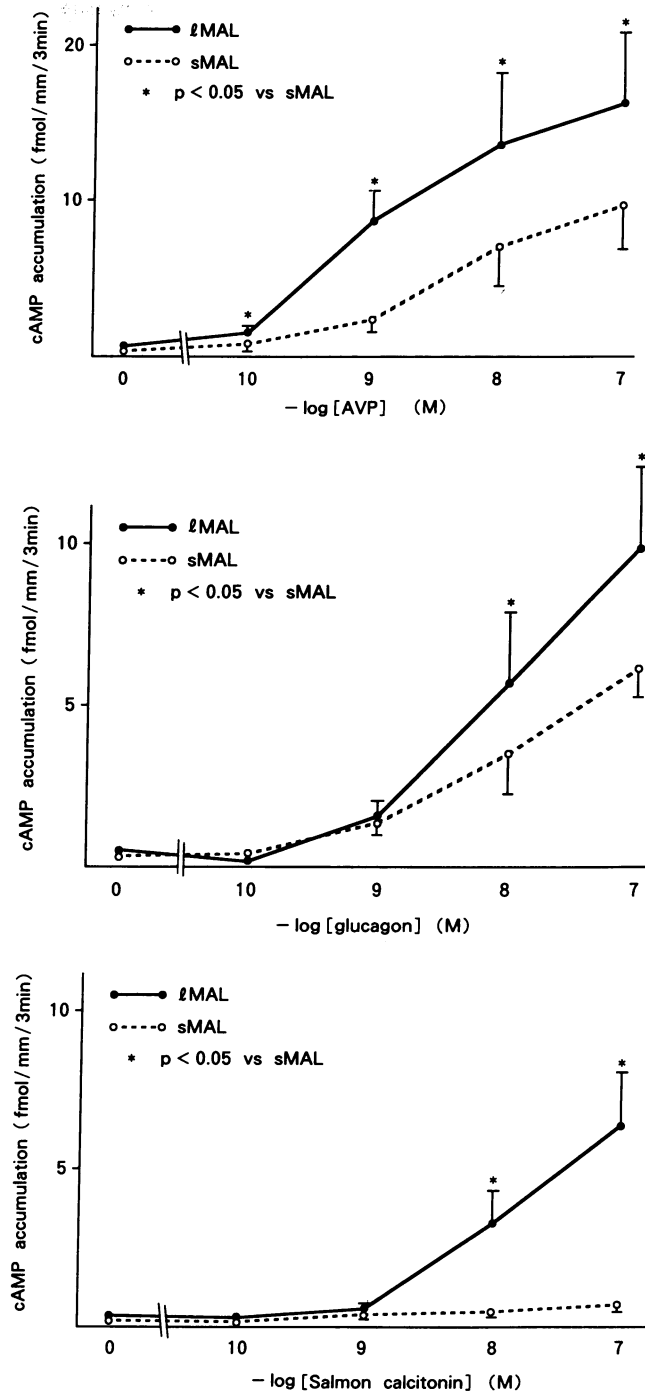 cAMP accumulation (fmol/mm/3min)
20
10
ℓMAL
sMAL
* p < 0.05 vs sMAL
*
*
*
*
0 10 9 8 7
− log [AVP] (M)
cAMP accumulation (fmol/mm/3min)
10
5
ℓMAL
sMAL
* p < 0.05 vs sMAL
*
*
0 10 9 8 7
− log [glucagon] (M)
cAMP accumulation (fmol/mm/3min)
10
5
ℓMAL
sMAL
* p < 0.05 vs sMAL
*
*
0 10 9 8 7
− log [Salmon calcitonin] (M)